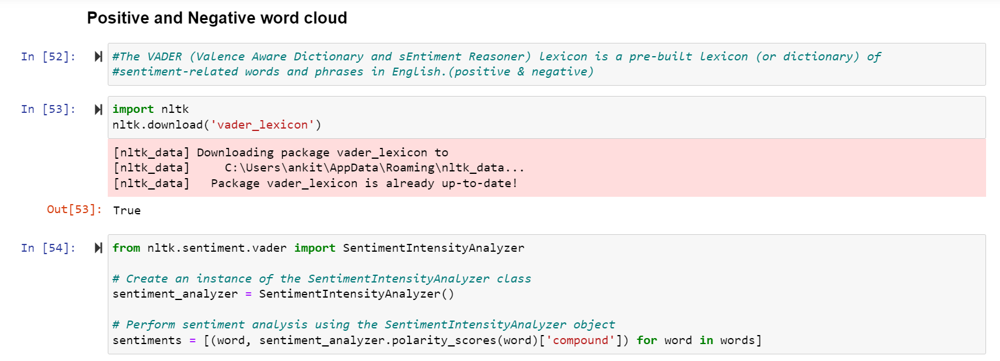 Positive and Negative word cloud
In [52]:
#The VADER (Valence Aware Dictionary and sEntiment Reasoner) lexicon is a pre-built lexicon (or dictionary) of
#sentiment-related words and phrases in English.(positive & negative)
In [53]:
import nltk
nltk.download('vader_lexicon')
[nltk_data] Downloading package vader_lexicon to
[nltk_data]     C:\Users\ankit\AppData\Roaming\nltk_data...
[nltk_data]   Package vader_lexicon is already up-to-date!
Out[53]: True
In [54]:
from nltk.sentiment.vader import SentimentIntensityAnalyzer
# Create an instance of the SentimentIntensityAnalyzer class
sentiment_analyzer = SentimentIntensityAnalyzer()
# Perform sentiment analysis using the SentimentIntensityAnalyzer object
sentiments = [(word, sentiment_analyzer.polarity_scores(word)['compound']) for word in words]